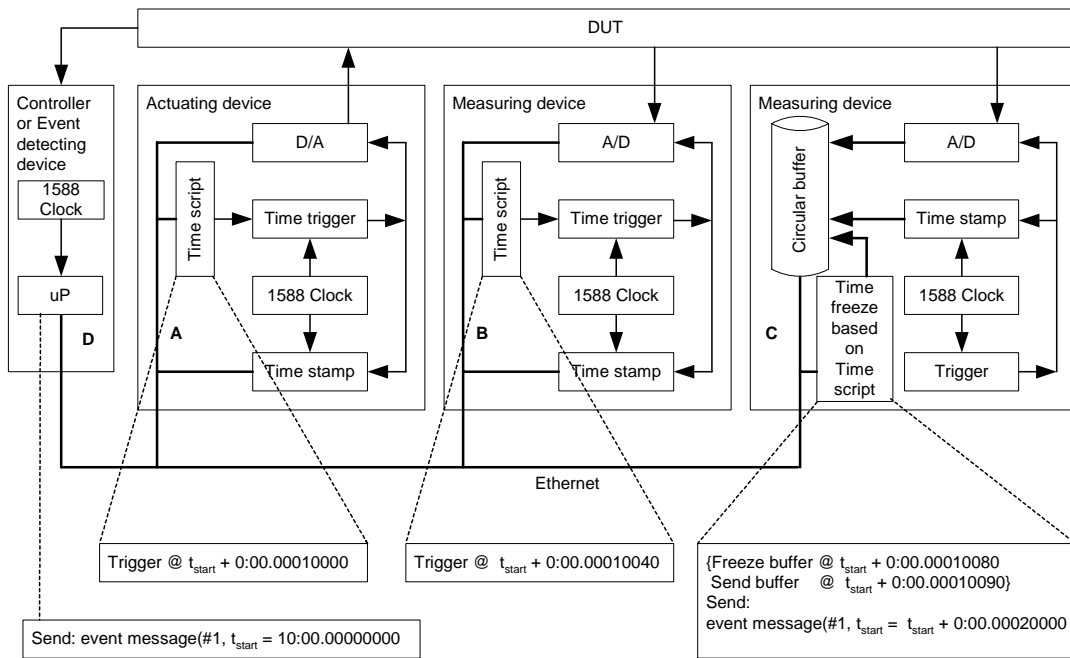 DUT
Controller
or Event
detecting
device
1588
Clock
uP
D
Actuating device
D/A
Time script
Time trigger
1588 Clock
Time stamp
A
Measuring device
A/D
Time script
Time trigger
1588 Clock
Time stamp
B
Measuring device
Circular buffer
A/D
Time stamp
1588 Clock
Trigger
Time
freeze
based
on
Time
script
C
Ethernet
Trigger @ tstart + 0:00.00010000
Trigger @ tstart + 0:00.00010040
{Freeze buffer @ tstart + 0:00.00010080
Send buffer @ tstart + 0:00.00010090}
Send:
event message(#1, tstart = tstart + 0:00.00020000
Send: event message(#1, tstart = 10:00.00000000